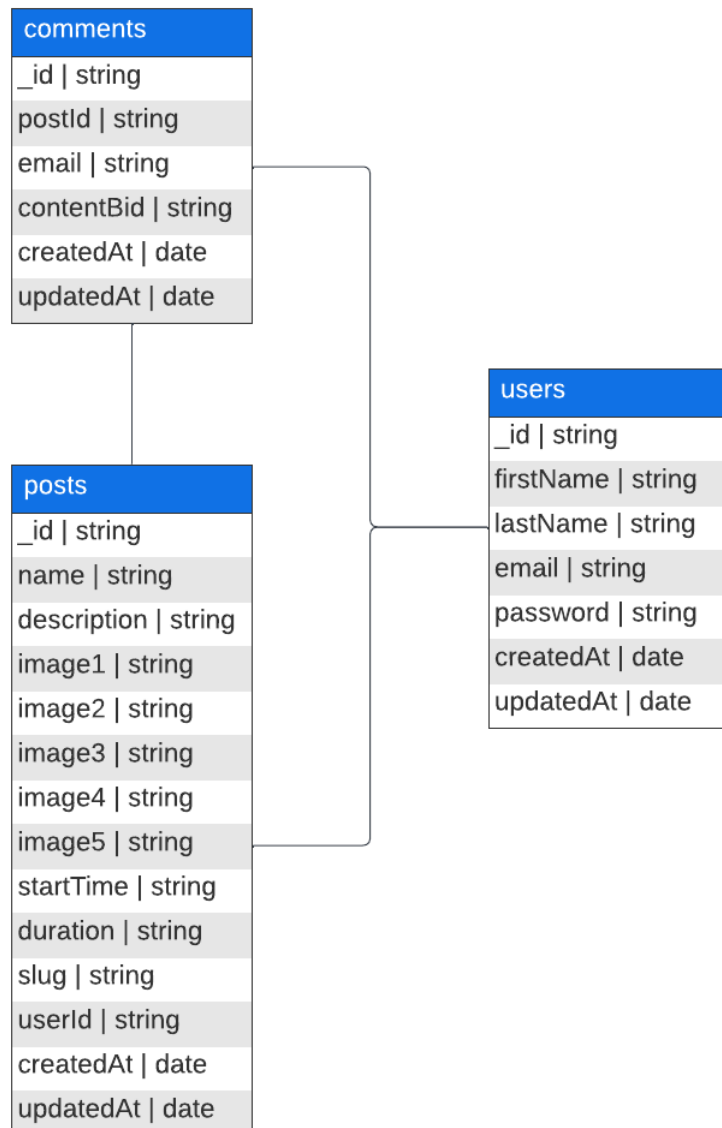 comments
_id | string
postId | string
email | string
contentBid | string
createdAt | date
updatedAt | date
users
_id | string
firstName | string
lastName | string
email | string
password | string
createdAt | date
updatedAt | date
posts
_id | string
name | string
description | string
image1 | string
image2 | string
image3 | string
image4 | string
image5 | string
startTime | string
duration | string
slug | string
userId | string
createdAt | date
updatedAt | date